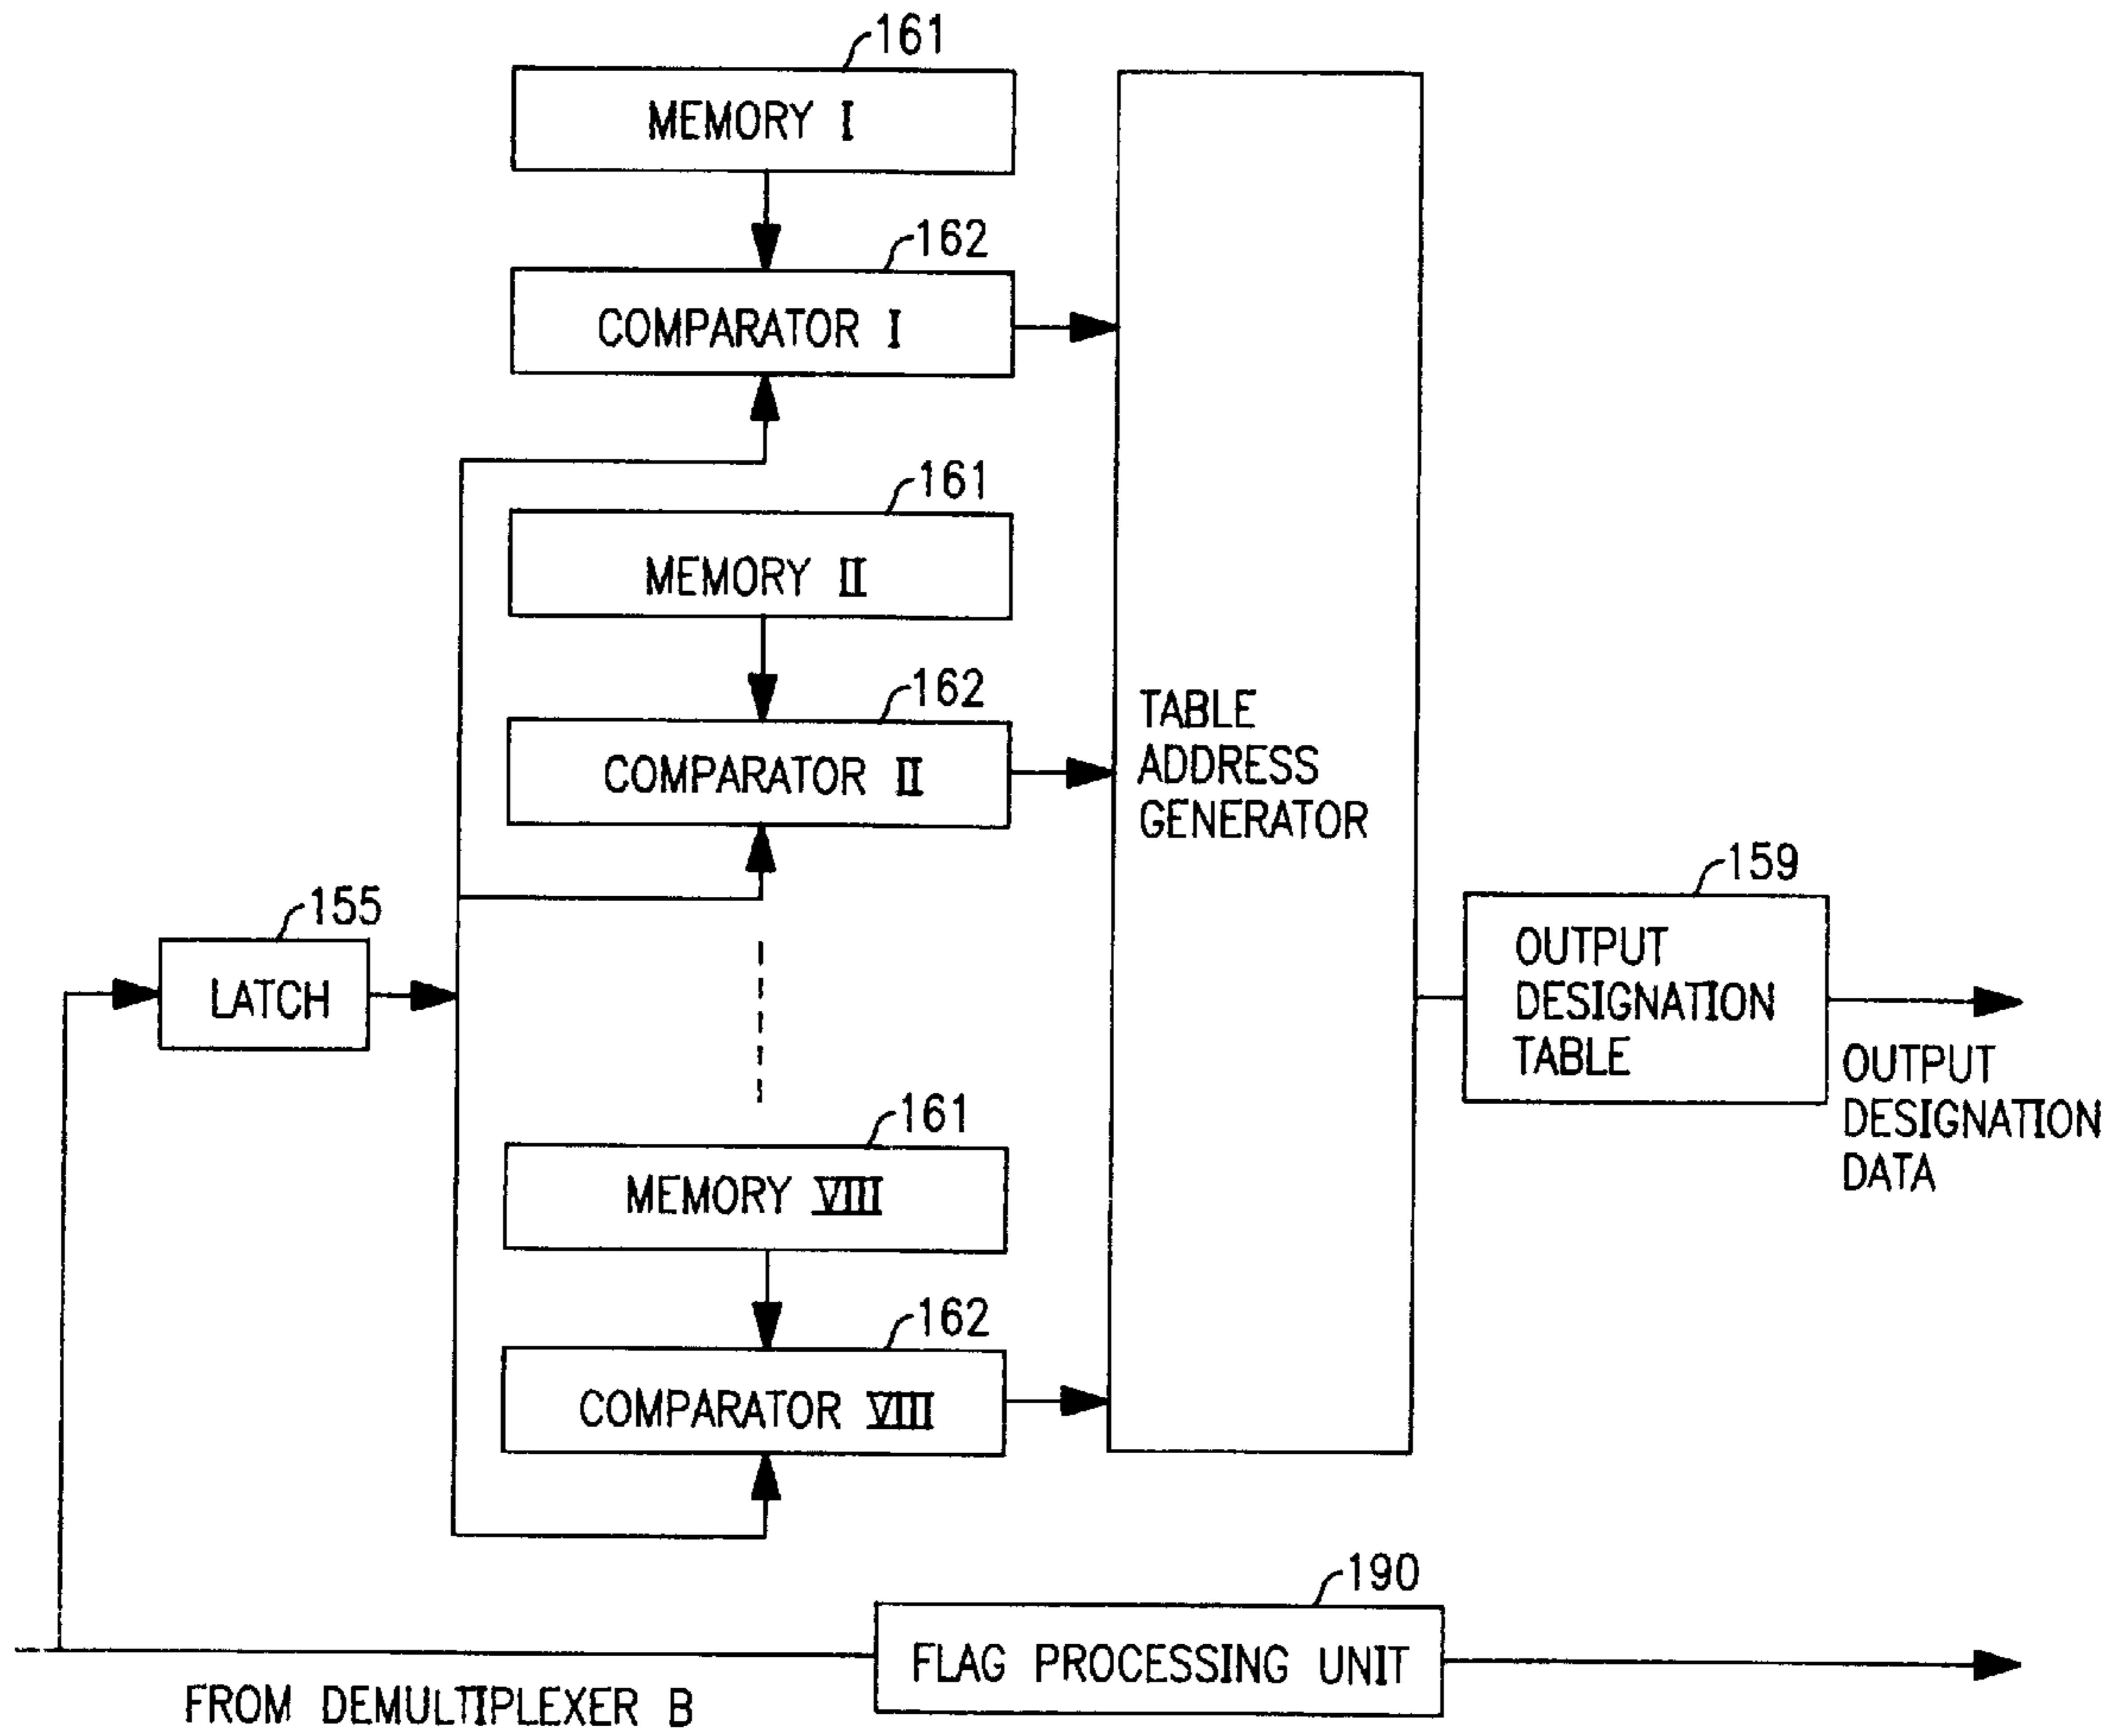 161
MEMORY I
162
COMPARATOR I
161
MEMORY II
162
COMPARATOR II
TABLE
ADDRESS
GENERATOR
155
LATCH
159
OUTPUT
DESIGNATION
TABLE
OUTPUT
DESIGNATION
DATA
161
MEMORY VIII
162
COMPARATOR VIII
190
FLAG PROCESSING UNIT
FROM DEMULTIPLEXER B